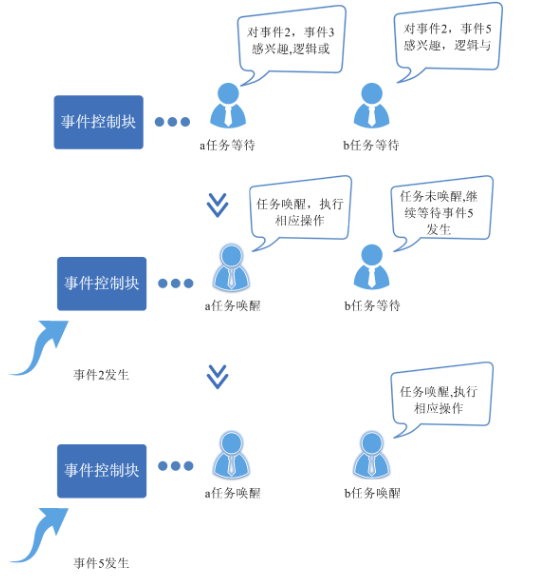 对事件2，事件3
感兴趣,逻辑或
对事件2，事件5
感兴趣，逻辑与
事件控制块
a任务等待
b任务等待
任务唤醒，执行
相应操作
任务未唤醒,继
续等待事件5
发生
事件控制块
a任务唤醒
b任务等待
事件2发生
任务唤醒,执行
相应操作
事件控制块
a任务唤醒
b任务唤醒
事件5发生